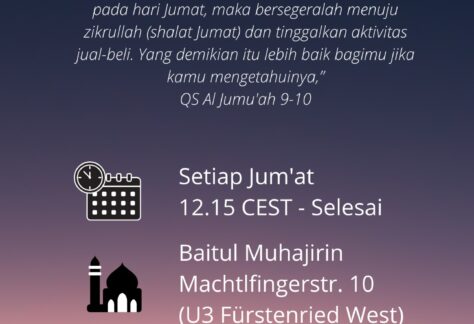 pada hari Jumat, maka bersegeralah menuju
zikrullah (shalat Jumat) dan tinggalkan aktivitas
jual-beli. Yang demikian itu lebih baik bagimu jika
kamu mengetahuinya,”
QS Al Jumu'ah 9-10
Setiap Jum'at
12.15 CEST - Selesai
Baitul Muhajirin
Machtlfingerstr. 10
(U3 Fürstenried West)